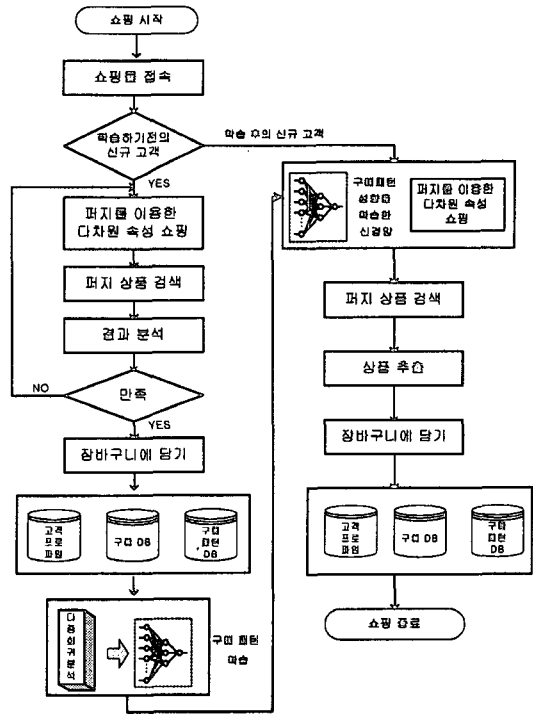 쇼핑 시작
쇼핑몰 접속
학습하기전의
신규 고객
학습 후의 신규 고객
YES
퍼지를 이용한
다차원 속성 쇼핑
퍼지 상품 검색
결과 분석
만족
NO
YES
장바구니에 담기
고객
프로
파일
구매 DB
구매
패턴
DB
다
중
회
귀
분
석
구매 패턴
학습
구매패턴
성향을
학습한
신경망
퍼지를 이용한
다차원 속성
쇼핑
퍼지 상품 검색
상품 추천
장바구니에 담기
고객
프로
파일
구매 DB
구매
패턴
DB
쇼핑 종료